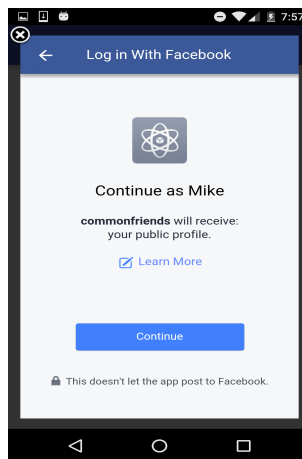 7:57
Log in With Facebook
Continue as Mike
commonfriends will receive:
your public profile.
Learn More
Continue
This doesn't let the app post to Facebook.